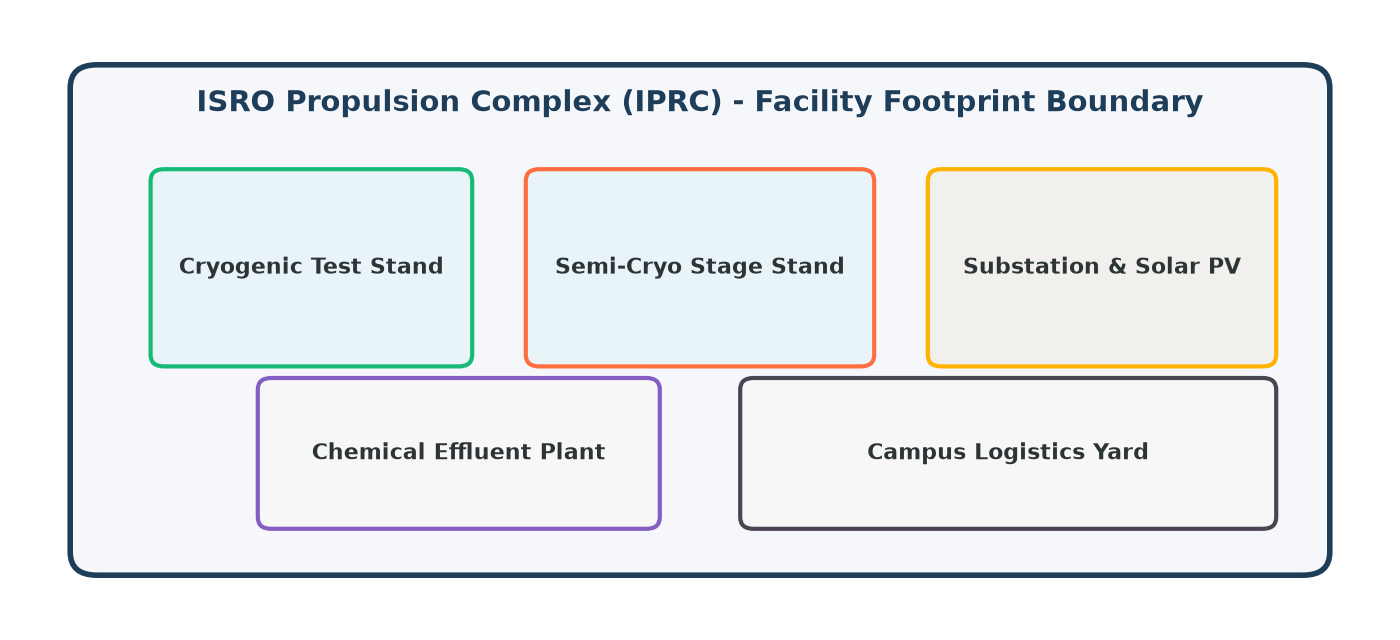 ISRO Propulsion Complex (IPRC) - Facility Footprint Boundary
Cryogenic Test Stand
Semi-Cryo Stage Stand
Substation & Solar PV
Chemical Effluent Plant
Campus Logistics Yard